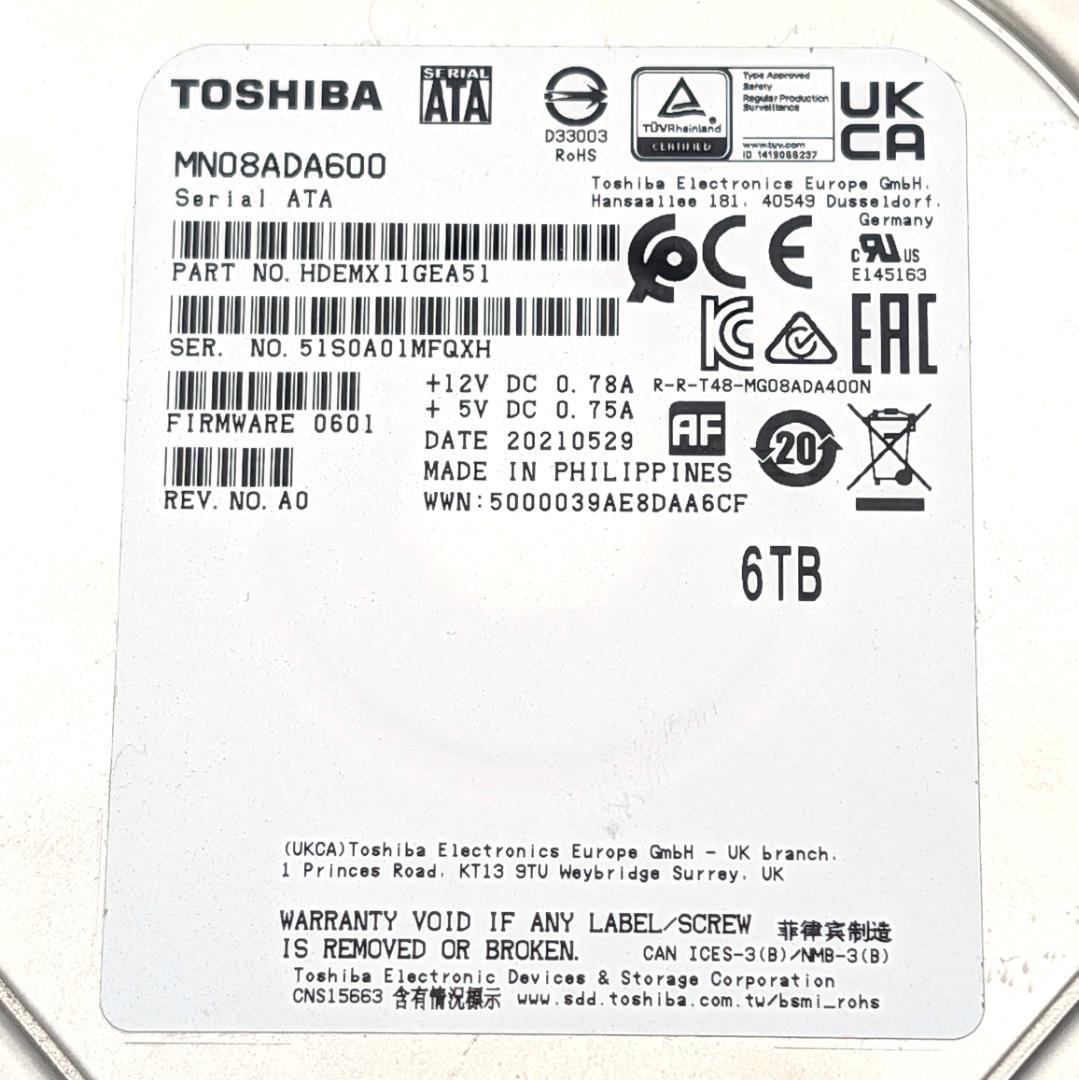 TOSHIBA
SERIAL
ATA
D33003
RoHS
TÜVRheinland
CERTIFIED
Type Approved
Safety
Regular Production
Surveillance
www.tuv.com
ID 1419066237
UK
CA
MN08ADA600
Serial ATA
Toshiba Electronics Europe GmbH.
Hansaallee 181, 40549 Dusseldorf,
Germany
PART NO. HDEMX11GEA51
CE
c UL US
E145163
SER. NO. 51S0A01MFQXH
KC
EAC
FIRMWARE 0601
+12V DC 0.78A
R-R-T48-MG08ADA400N
+ 5V DC 0.75A
AF
20
DATE 20210529
REV. NO. A0
MADE IN PHILIPPINES
WWN:5000039AE8DAA6CF
6TB
(UKCA)Toshiba Electronics Europe GmbH - UK branch.
1 Princes Road, KT13 9TU Weybridge Surrey, UK
WARRANTY VOID IF ANY LABEL/SCREW 菲律宾制造
IS REMOVED OR BROKEN. CAN ICES-3(B)/NMB-3(B)
Toshiba Electronic Devices & Storage Corporation
CNS15663 含有情況標示 www.sdd.toshiba.com.tw/bsmi_rohs